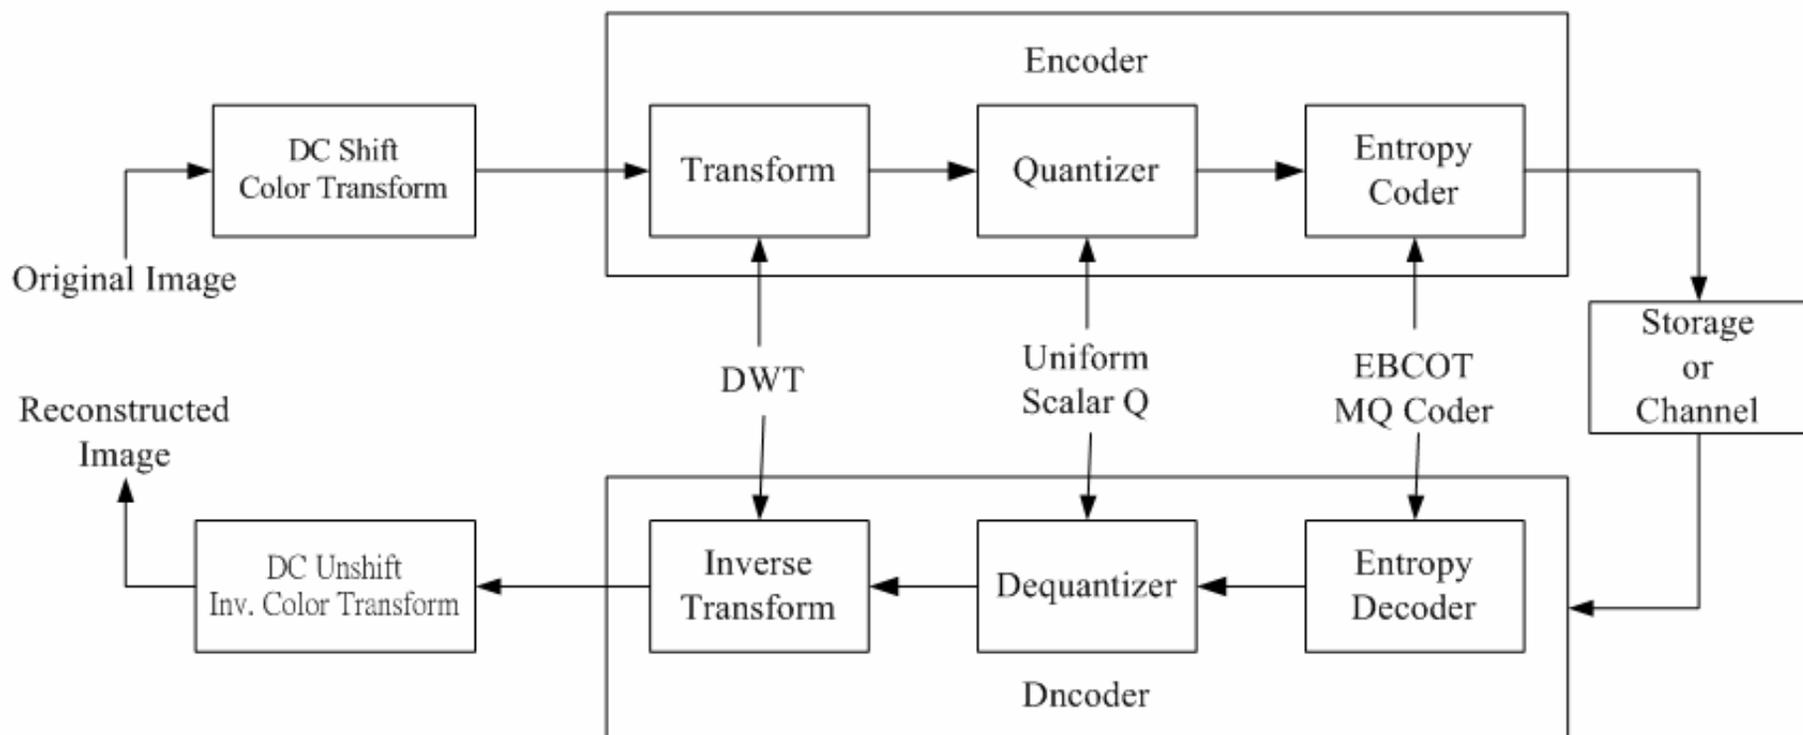 Encoder
DC Shift
Color Transform
Transform
Quantizer
Entropy
Coder
Original Image
Storage
or
Channel
DWT
Uniform
Scalar Q
EBCOT
MQ Coder
Reconstructed
Image
DC Unshift
Inv. Color Transform
Inverse
Transform
Dequantizer
Entropy
Decoder
Dncoder